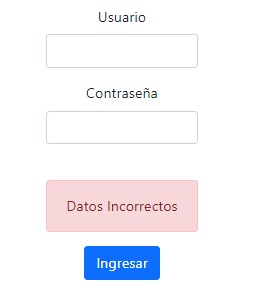 Usuario
Contraseña
Datos Incorrectos
Ingresar